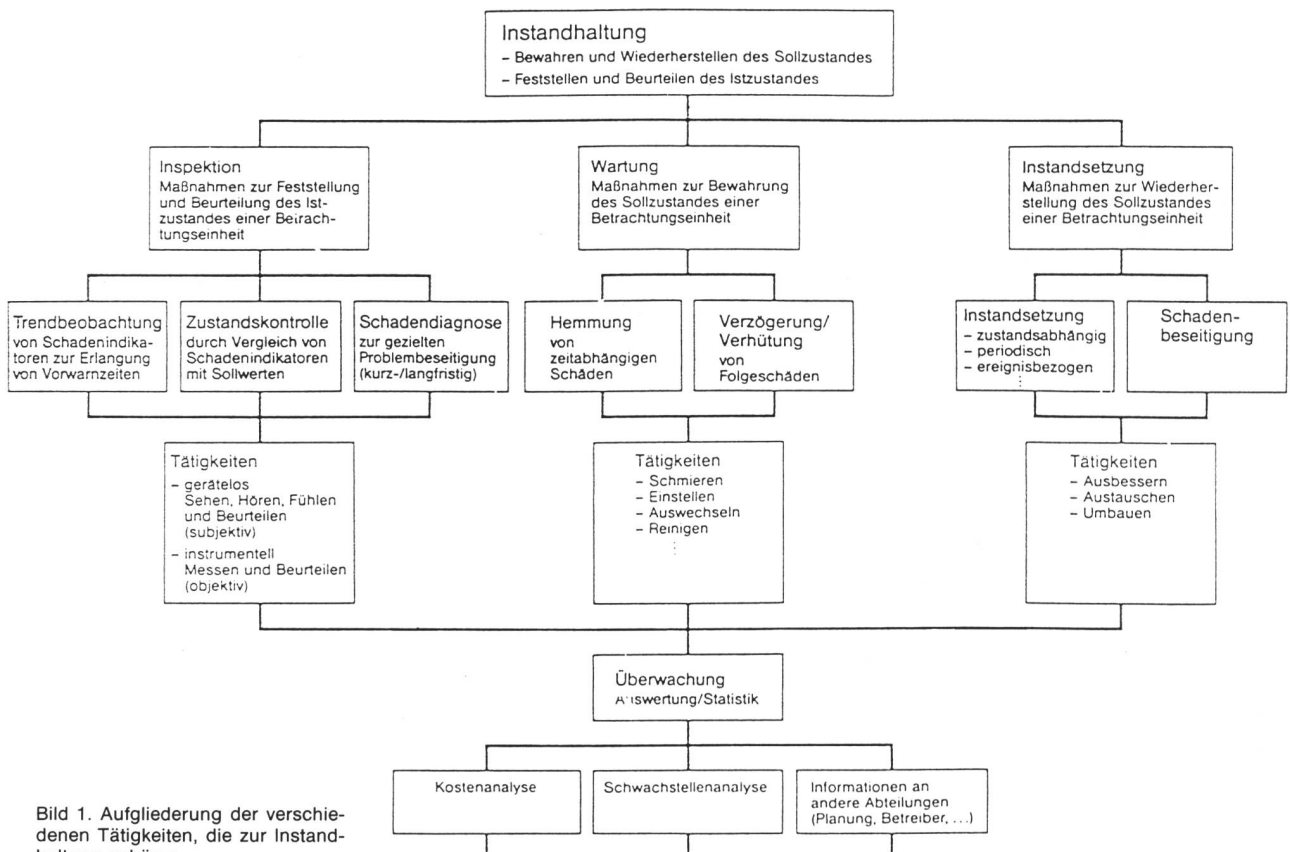 Instandhaltung
– Bewahren und Wiederherstellen des Sollzustandes
– Feststellen und Beurteilen des Istzustandes
Inspektion
Maßnahmen zur Feststellung
und Beurteilung des Ist-
zustandes einer Betrach-
tungseinheit
Wartung
Maßnahmen zur Bewahrung
des Sollzustandes einer
Betrachtungseinheit
Instandsetzung
Maßnahmen zur Wiederher-
stellung des Sollzustandes
einer Betrachtungseinheit
Trendbeobachtung
von Schadenindika-
toren zur Erlangung
von Vorwarnzeiten
Zustandskontrolle
durch Vergleich von
Schadenindikatoren
mit Sollwerten
Schadendiagnose
zur gezielten
Problembeseitigung
(kurz-/langfristig)
Hemmung
von
zeitabhängigen
Schäden
Verzögerung/
Verhütung
von
Folgeschäden
Instandsetzung
– zustandsabhängig
– periodisch
– ereignisbezogen
⋮
Schaden-
beseitigung
Tätigkeiten
– gerätelos
Sehen, Hören, Fühlen
und Beurteilen
(subjektiv)
– instrumentell
Messen und Beurteilen
(objektiv)
Tätigkeiten
– Schmieren
– Einstellen
– Auswechseln
– Reinigen
⋮
Tätigkeiten
– Ausbessern
– Austauschen
– Umbauen
Überwachung
Auswertung/Statistik
Kostenanalyse
Schwachstellenanalyse
Informationen an
andere Abteilungen
(Planung, Betreiber, ...)
Bild 1. Aufgliederung der verschie-
denen Tätigkeiten, die zur Instand-